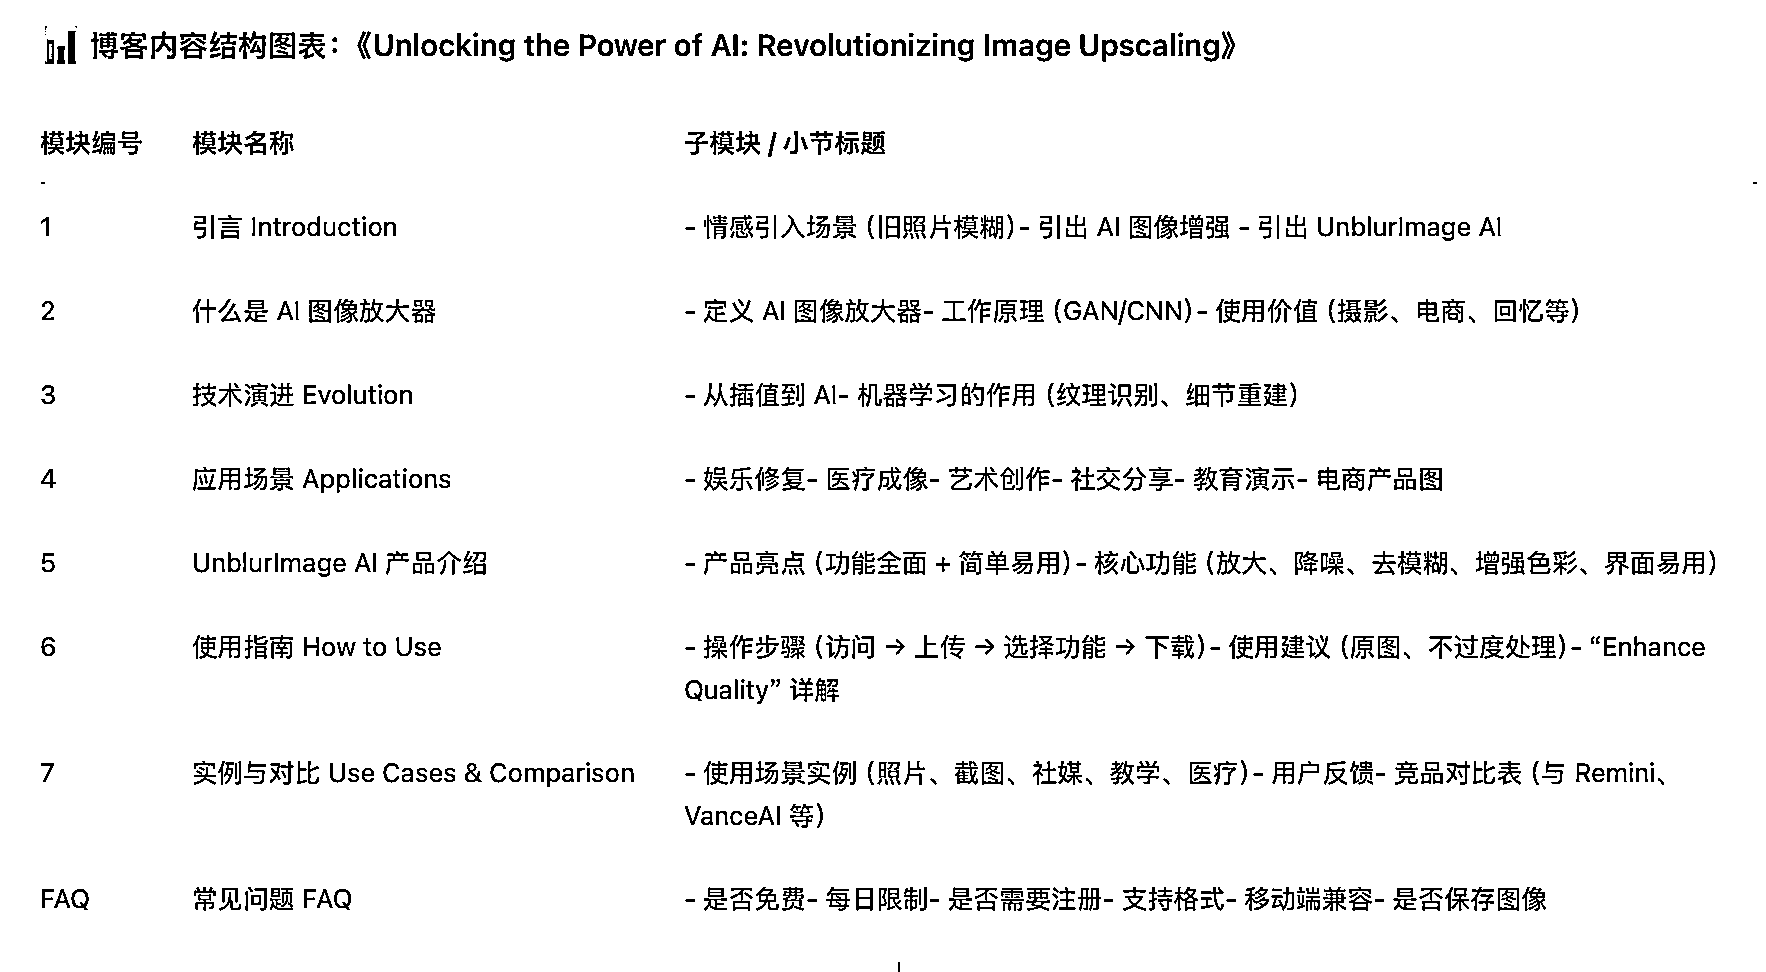 博客内容结构图表：《Unlocking the Power of AI: Revolutionizing Image Upscaling》
模块编号 模块名称 子模块 / 小节标题
1 引言 Introduction - 情感引入场景（旧照片模糊）- 引出 AI 图像增强 - 引出 UnblurImage AI
2 什么是 AI 图像放大器 - 定义 AI 图像放大器- 工作原理（GAN/CNN）- 使用价值（摄影、电商、回忆等）
3 技术演进 Evolution - 从插值到 AI- 机器学习的作用（纹理识别、细节重建）
4 应用场景 Applications - 娱乐修复- 医疗成像- 艺术创作- 社交分享- 教育演示- 电商产品图
5 UnblurImage AI 产品介绍 - 产品亮点（功能全面 + 简单易用）- 核心功能（放大、降噪、去模糊、增强色彩、界面易用）
6 使用指南 How to Use - 操作步骤（访问 → 上传 → 选择功能 → 下载）- 使用建议（原图、不过度处理）- “Enhance
Quality” 详解
7 实例与对比 Use Cases & Comparison - 使用场景实例（照片、截图、社媒、教学、医疗）- 用户反馈- 竞品对比表（与 Remini、
VanceAI 等）
FAQ 常见问题 FAQ - 是否免费- 每日限制- 是否需要注册- 支持格式- 移动端兼容- 是否保存图像